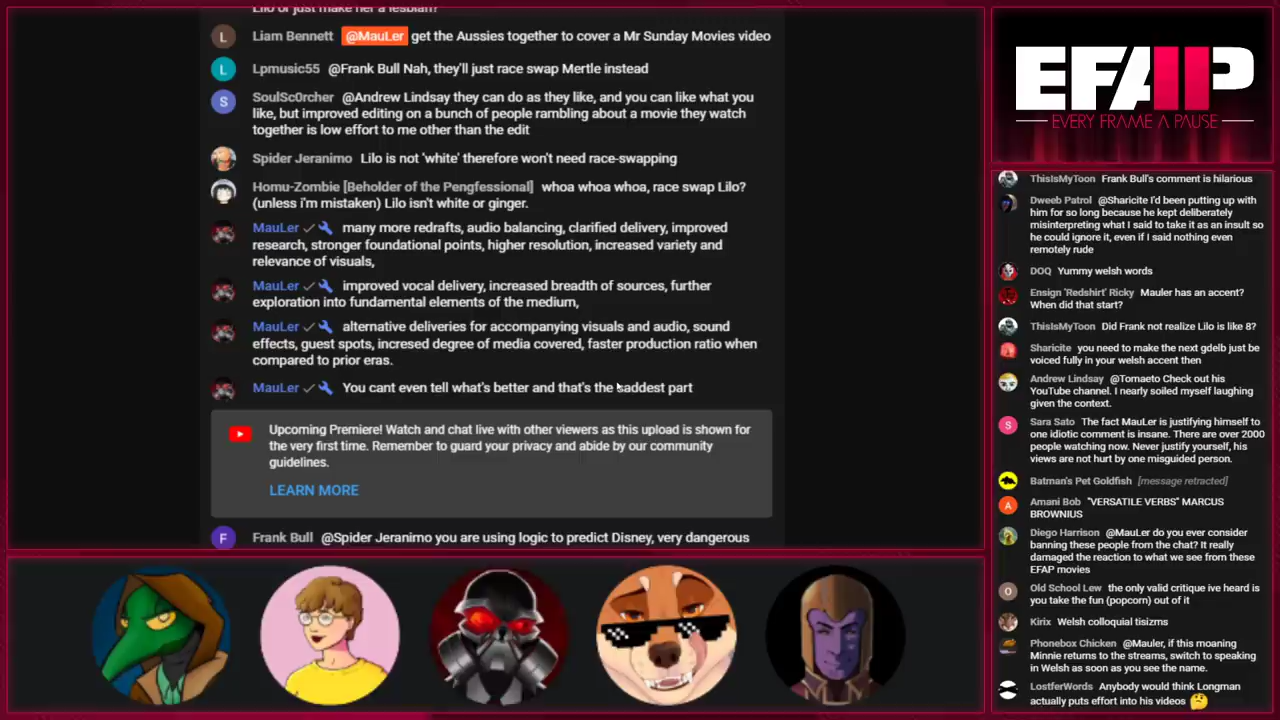 Lilo or just make her a lesbian?
Liam Bennett @MauLer get the Aussies together to cover a Mr Sunday Movies video
L
Lpmusic55 @Frank Bull Nah, they'll just race swap Mertle instead
L
SoulSc0rcher @Andrew Lindsay they can do as they like, and you can like what you
like, but improved editing on a bunch of people rambling about a movie they watch
together is low effort to me other than the edit
S
Spider Jeranimo Lilo is not 'white' therefore won't need race-swapping
Homu-Zombie [Beholder of the Pengfessional] whoa whoa whoa, race swap Lilo?
(unless i'm mistaken) Lilo isn't white or ginger.
MauLer many more redrafts, audio balancing, clarified delivery, improved
research, stronger foundational points, higher resolution, increased variety and
relevance of visuals,
MauLer improved vocal delivery, increased breadth of sources, further
exploration into fundamental elements of the medium,
MauLer alternative deliveries for accompanying visuals and audio, sound
effects, guest spots, incresed degree of media covered, faster production ratio when
compared to prior eras.
MauLer You cant even tell what's better and that's the saddest part
Upcoming Premiere! Watch and chat live with other viewers as this upload is shown for
the very first time. Remember to guard your privacy and abide by our community
guidelines.
LEARN MORE
F
Frank Bull @Spider Jeranimo you are using logic to predict Disney, very dangerous
EFAP
EVERY FRAME A PAUSE
ThisIsMyToon Frank Bull's comment is hilarious
Dweeb Patrol @Sharicite I'd been putting up with
him for so long because he kept deliberately
misinterpreting what I said to take it as an insult so
he could ignore it, even if I said nothing even
remotely rude
DOQ Yummy welsh words
Ensign 'Redshirt' Ricky Mauler has an accent?
When did that start?
ThisIsMyToon Did Frank not realize Lilo is like 8?
Sharicite you need to make the next gdelb just be
voiced fully in your welsh accent then
Andrew Lindsay @Tomaeto Check out his
YouTube channel. I nearly soiled myself laughing
given the context.
S
Sara Sato The fact MauLer is justifying himself to
one idiotic comment is insane. There are over 2000
people watching now. Never justify yourself, his
views are not hurt by one misguided person.
Batman's Pet Goldfish [message retracted]
A
Amani Bob "VERSATILE VERBS" MARCUS
BROWNIUS
Diego Harrison @MauLer do you ever consider
banning these people from the chat? It really
damaged the reaction to what we see from these
EFAP movies
O
Old School Lew the only valid critique ive heard is
you take the fun (popcorn) out of it
Kirix Welsh colloquial tisizms
Phonebox Chicken @Mauler, if this moaning
Minnie returns to the streams, switch to speaking
in Welsh as soon as you see the name.
LostferWords Anybody would think Longman
actually puts effort into his videos 🤔